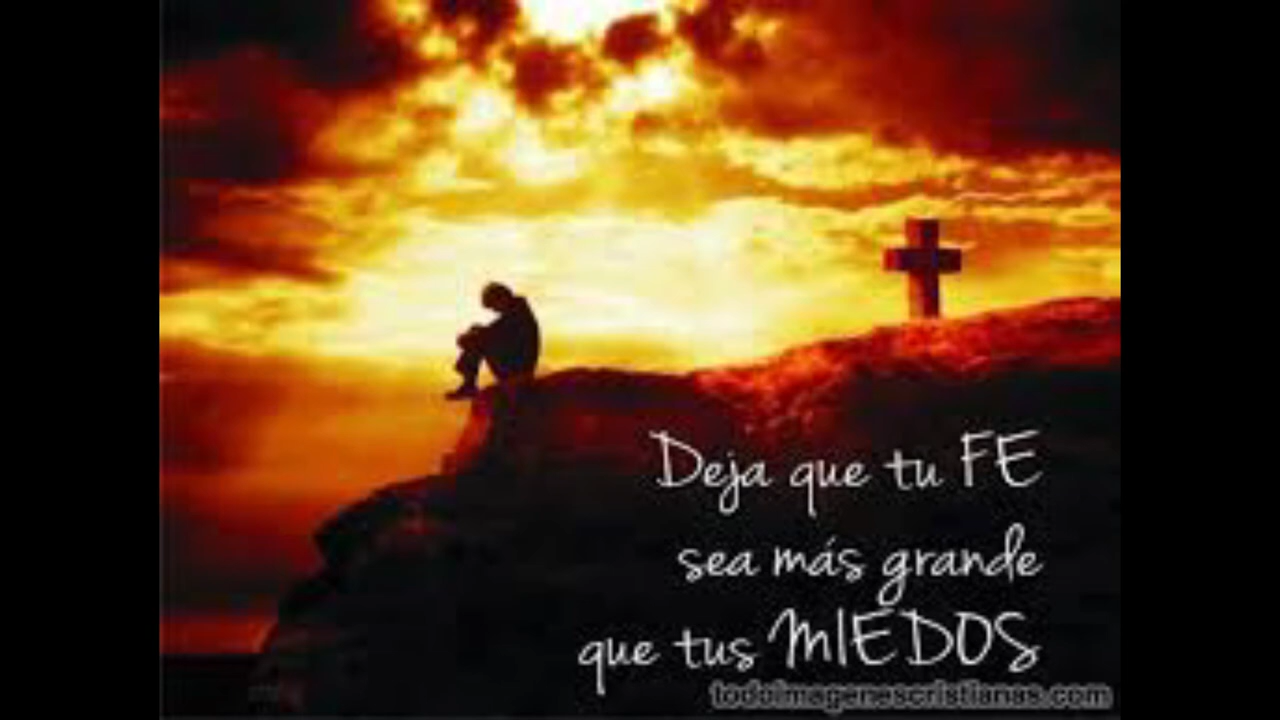 Deja que tu FE
sea más grande
que tus MIEDOS
todoimagenescristianas.com